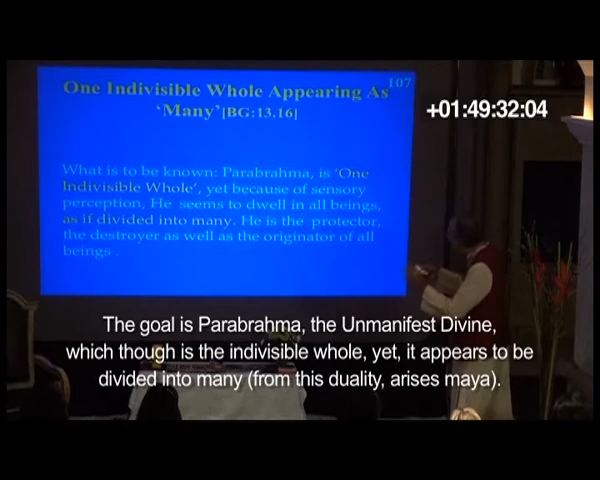 107
One Indivisible Whole Appearing As
‘Many’[BG:13.16]
+01:49:32:04
What is to be known: Parabrahma, is ‘One
Indivisible Whole’, yet because of sensory
perception, He seems to dwell in all beings,
as if divided into many. He is the protector,
the destroyer as well as the originator of all
beings .
The goal is Parabrahma, the Unmanifest Divine,
which though is the indivisible whole, yet, it appears to be
divided into many (from this duality, arises maya).